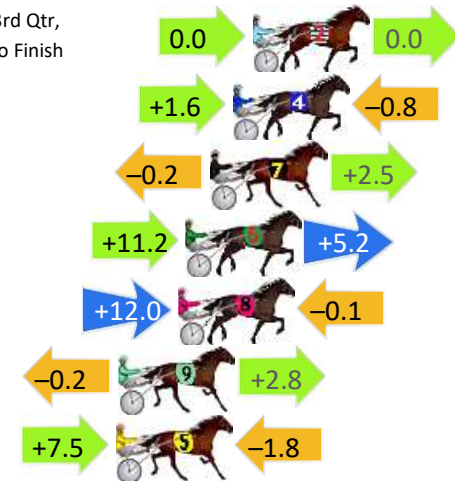 3rd Qtr,
o Finish
0.0 0.0
+1.6 4 –0.8
–0.2 7 +2.5
+11.2 6 +5.2
+12.0 8 –0.1
–0.2 9 +2.8
+7.5 5 –1.8